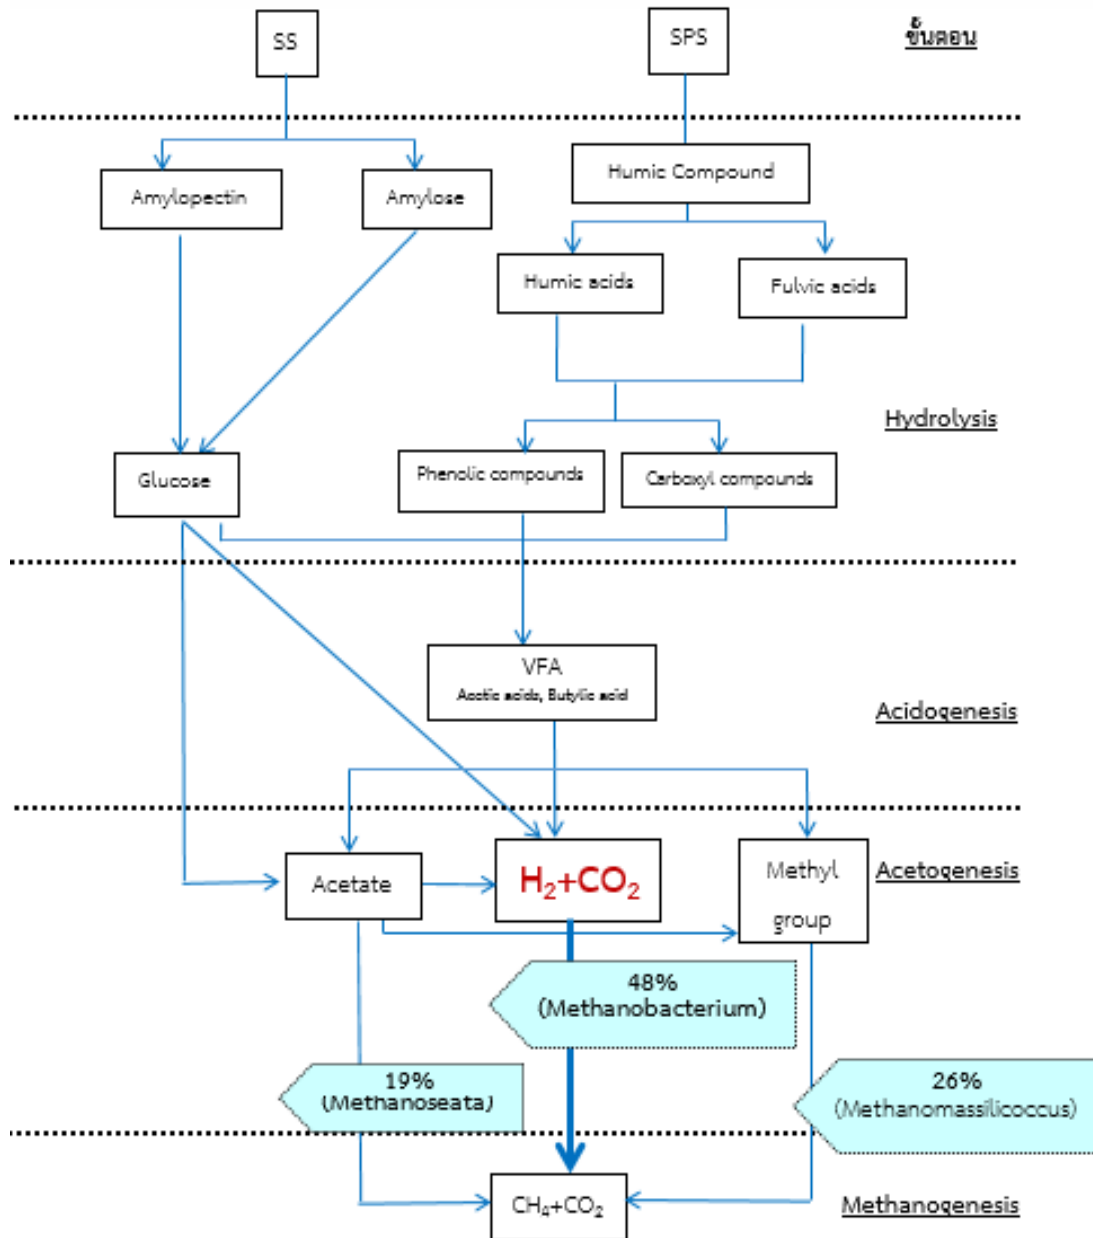 SS
SPS
ขั้นตอน
Amylopectin
Amylose
Humic Compound
Humic acids
Fulvic acids
Hydrolysis
Glucose
Phenolic compounds
Carboxyl compounds
VFA
Acetic acids, Butylic acid
Acidogenesis
Acetate
H₂+CO₂
Methyl
group
Acetogenesis
48%
(Methanobacterium)
19%
(Methanoseata)
26%
(Methanomassilicoccus)
CH₄+CO₂
Methanogenesis